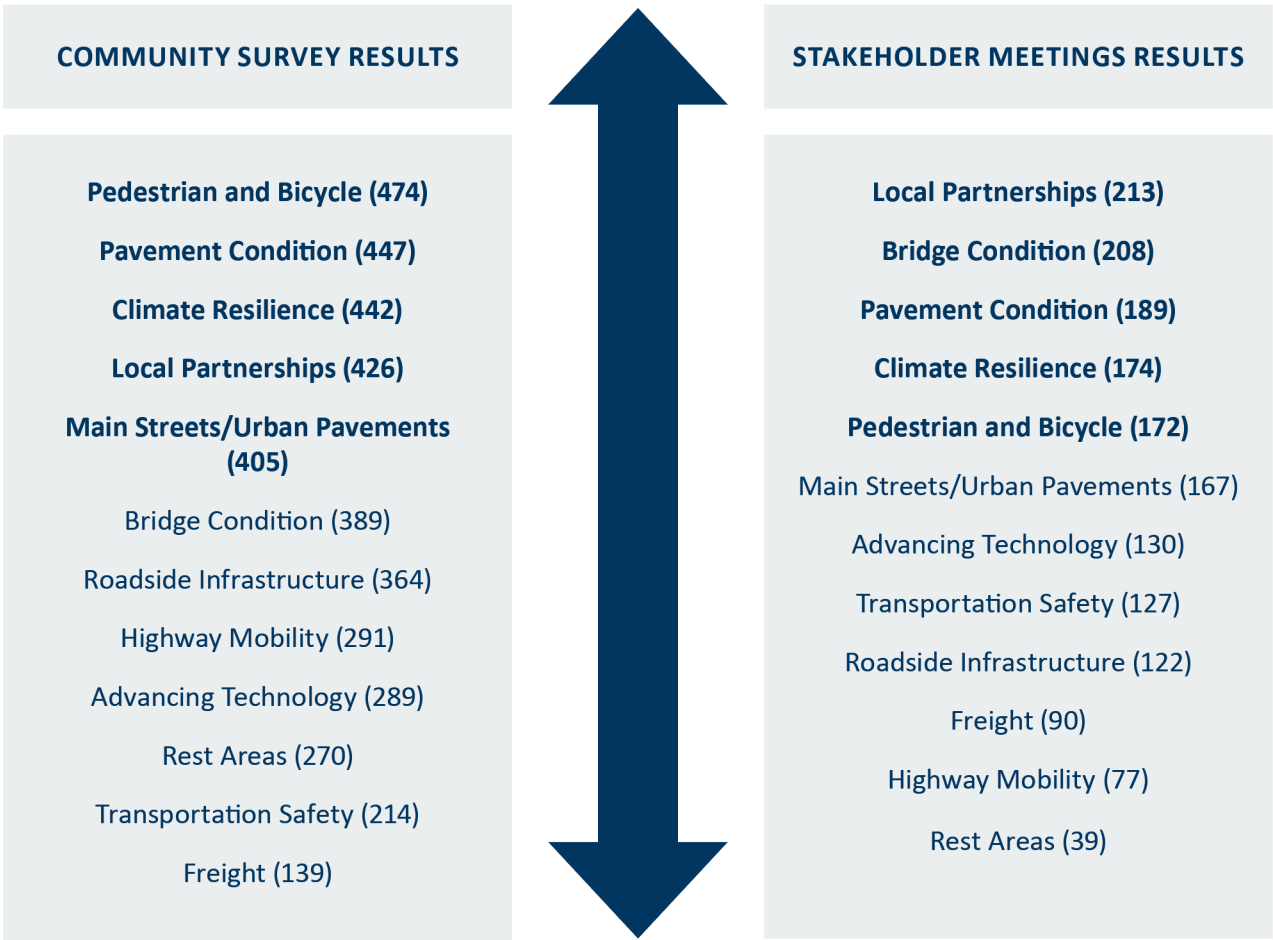 COMMUNITY SURVEY RESULTS
Pedestrian and Bicycle (474)
Pavement Condition (447)
Climate Resilience (442)
Local Partnerships (426)
Main Streets/Urban Pavements
(405)
Bridge Condition (389)
Roadside Infrastructure (364)
Highway Mobility (291)
Advancing Technology (289)
Rest Areas (270)
Transportation Safety (214)
Freight (139)
STAKEHOLDER MEETINGS RESULTS
Local Partnerships (213)
Bridge Condition (208)
Pavement Condition (189)
Climate Resilience (174)
Pedestrian and Bicycle (172)
Main Streets/Urban Pavements (167)
Advancing Technology (130)
Transportation Safety (127)
Roadside Infrastructure (122)
Freight (90)
Highway Mobility (77)
Rest Areas (39)